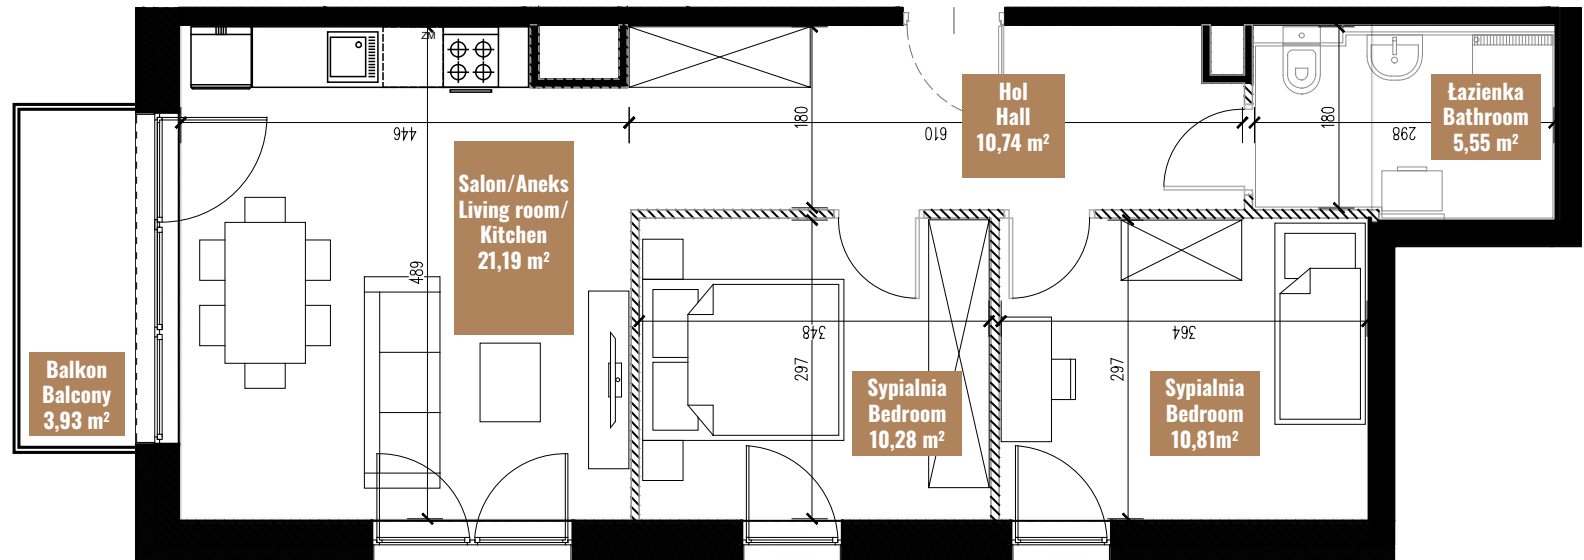 ZM
Hol
Hall
10,74 m²
Łazienka
Bathroom
5,55 m²
180
180
446
610
298
Salon/Aneks
Living room/
Kitchen
21,19 m²
489
348
364
297
297
Balkon
Balcony
3,93 m²
Sypialnia
Bedroom
10,28 m²
Sypialnia
Bedroom
10,81m²